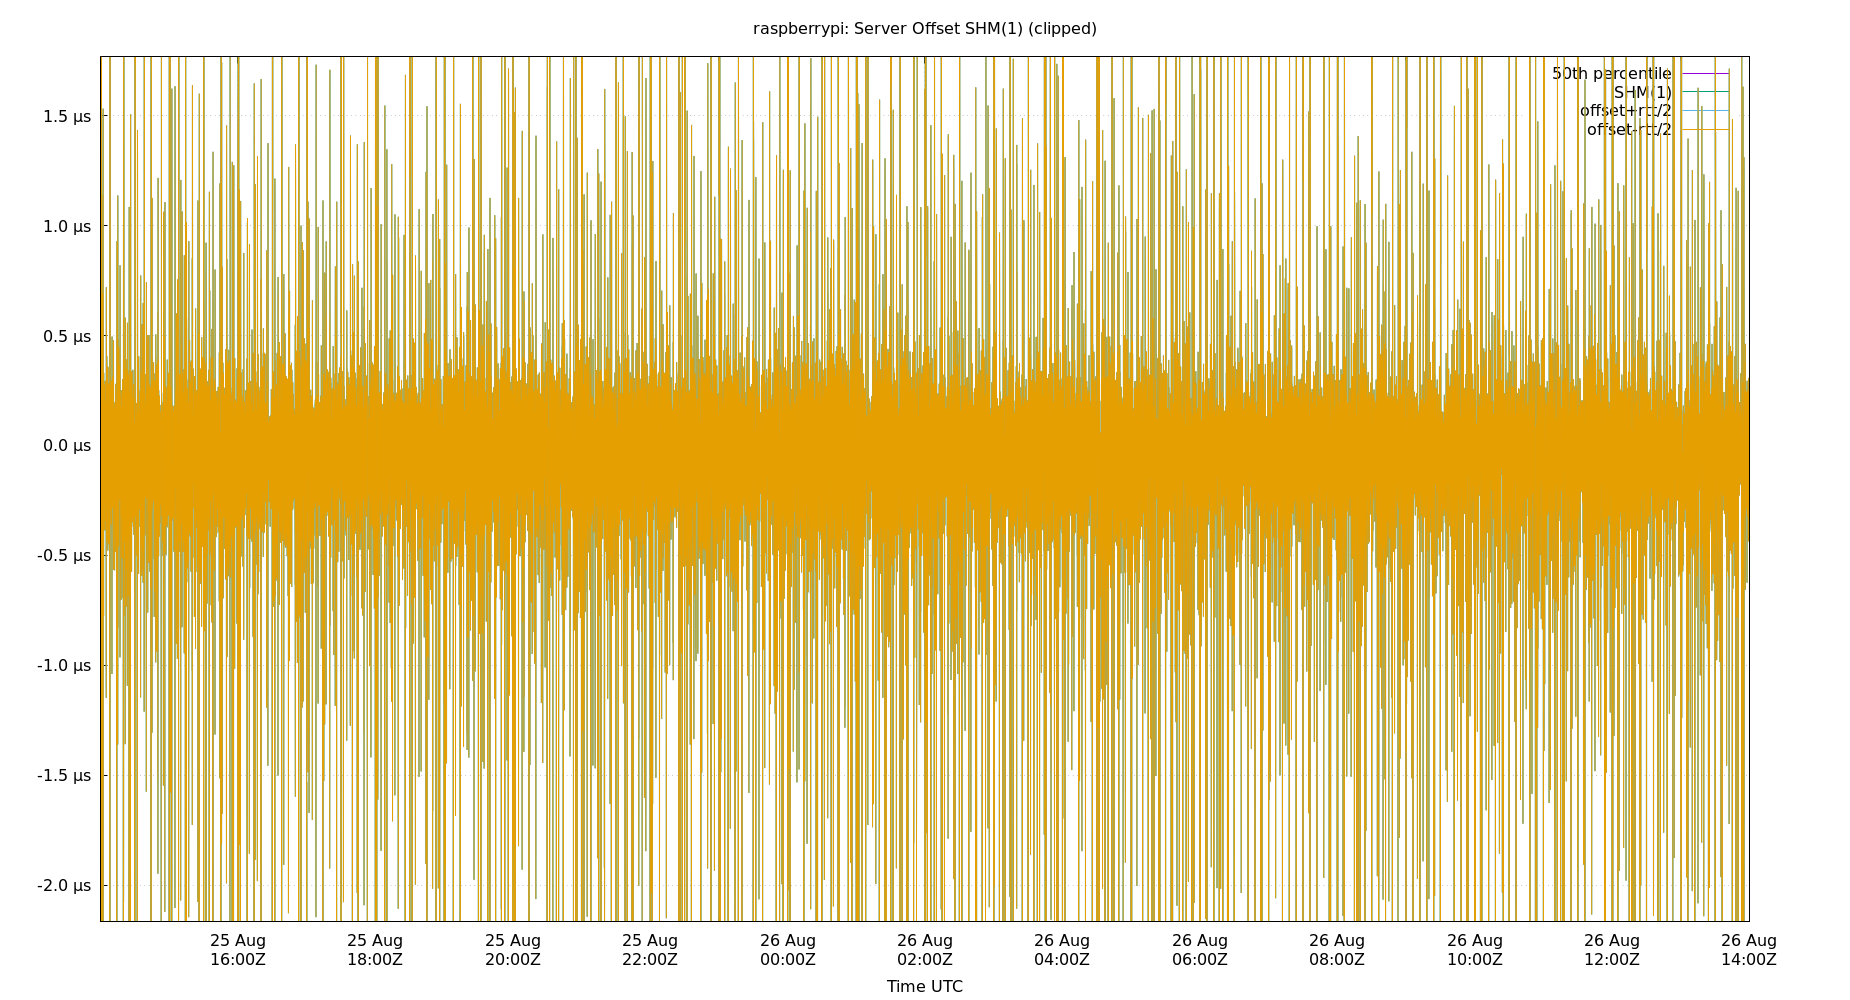 raspberrypi: Server Offset SHM(1) (clipped)
50th percentile
SHM(1)
offset+rtt/2
offset-rtt/2
1.5 µs
1.0 µs
0.5 µs
0.0 µs
-0.5 µs
-1.0 µs
-1.5 µs
-2.0 µs
25 Aug 25 Aug 25 Aug 25 Aug 26 Aug 26 Aug 26 Aug 26 Aug 26 Aug 26 Aug 26 Aug 26 Aug
16:00Z 18:00Z 20:00Z 22:00Z 00:00Z 02:00Z 04:00Z 06:00Z 08:00Z 10:00Z 12:00Z 14:00Z
Time UTC